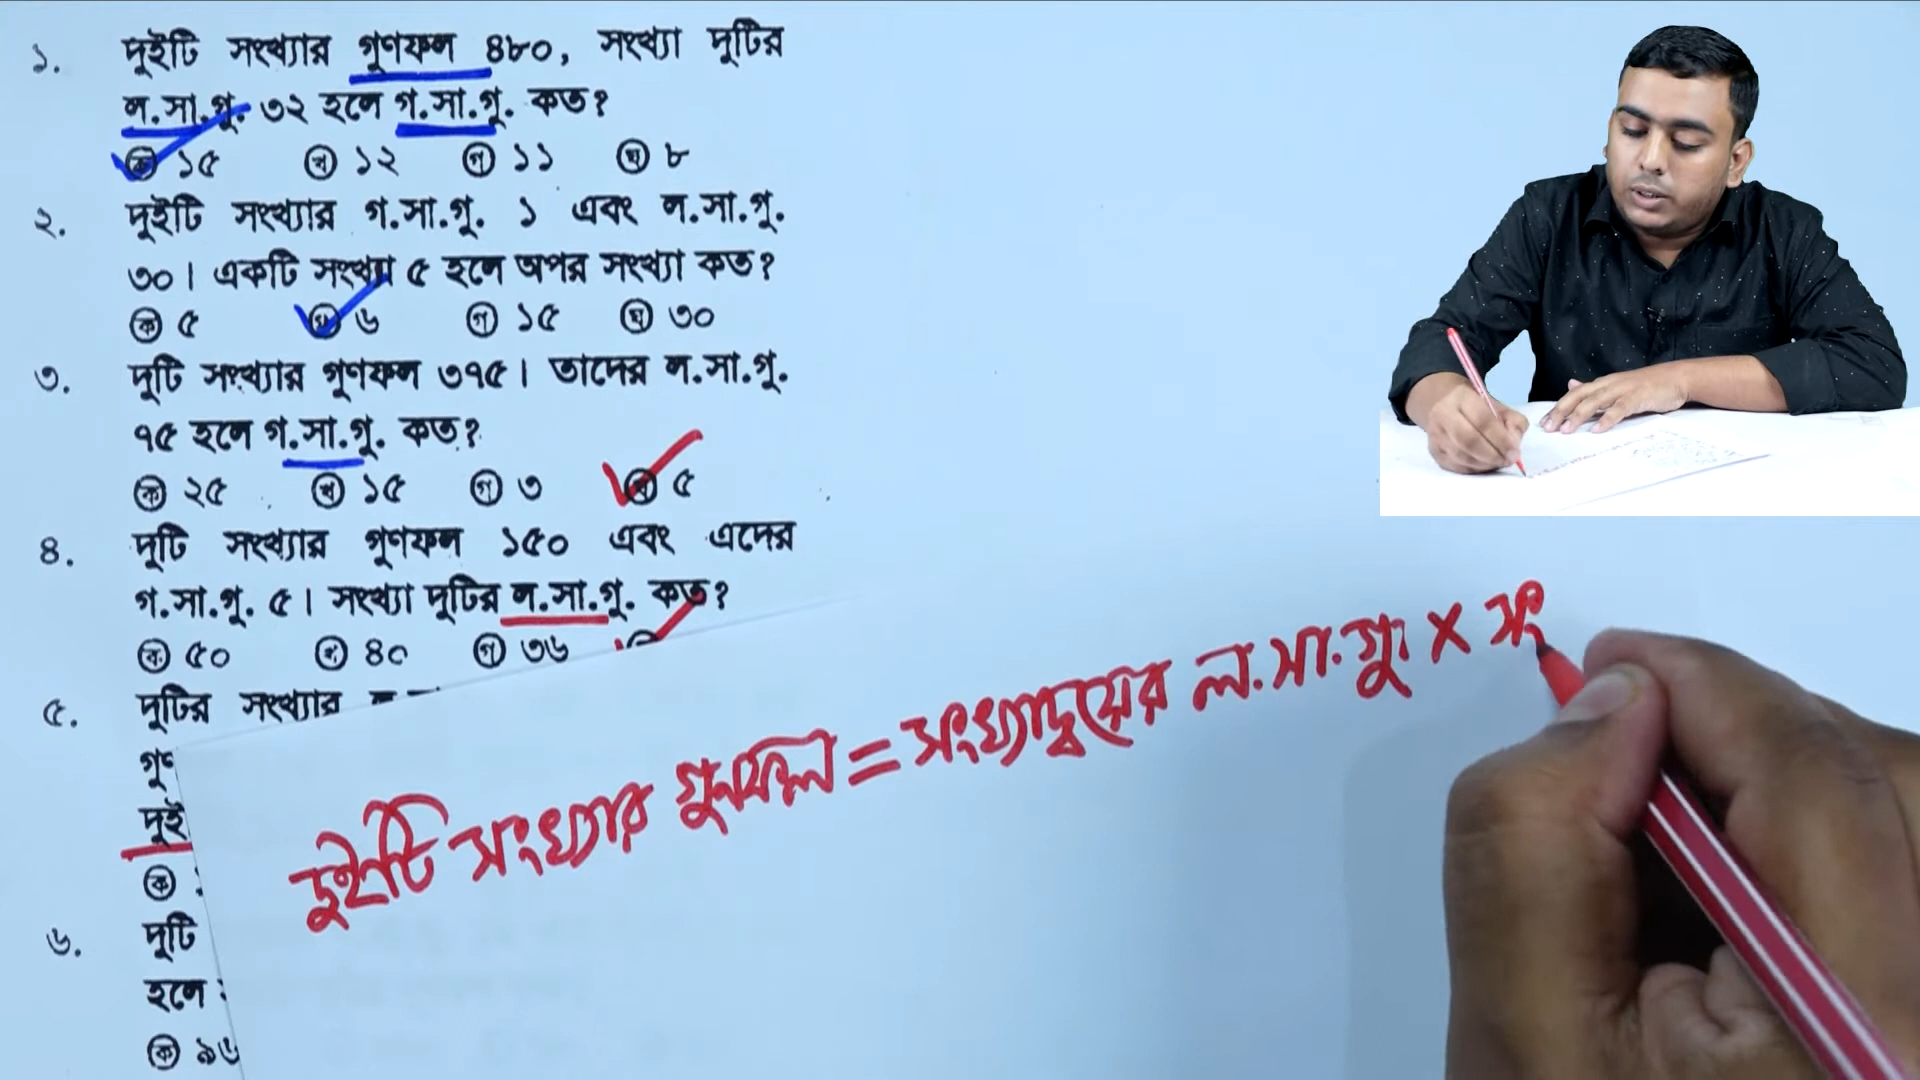 ১. দুইটি সংখ্যার গুণফল ৪৮০, সংখ্যা দুটির
ল.সা.গু. ৩২ হলে গ.সা.গু. কত?
ক ১৫ খ ১২ গ ১১ ঘ ৮
২. দুইটি সংখ্যার গ.সা.গু. ১ এবং ল.সা.গু.
৩০। একটি সংখ্যা ৫ হলে অপর সংখ্যা কত?
ক ৫ খ ৬ গ ১৫ ঘ ৩০
৩. দুটি সংখ্যার গুণফল ৩৭৫। তাদের ল.সা.গু.
৭৫ হলে গ.সা.গু. কত?
ক ২৫ খ ১৫ গ ৩ ঘ ৫
৪. দুটি সংখ্যার গুণফল ১৫০ এবং এদের
গ.সা.গু. ৫। সংখ্যা দুটির ল.সা.গু. কত?
ক ৫০ খ ৪০ গ ৩৬
৫. দুটির সংখ্যার
দুই
ক
৬. দুটি
হলে
ক ৯৬
দুইটি সংখ্যার গুনফল = সংখ্যাদ্বয়ের ল.সা.গু × সং